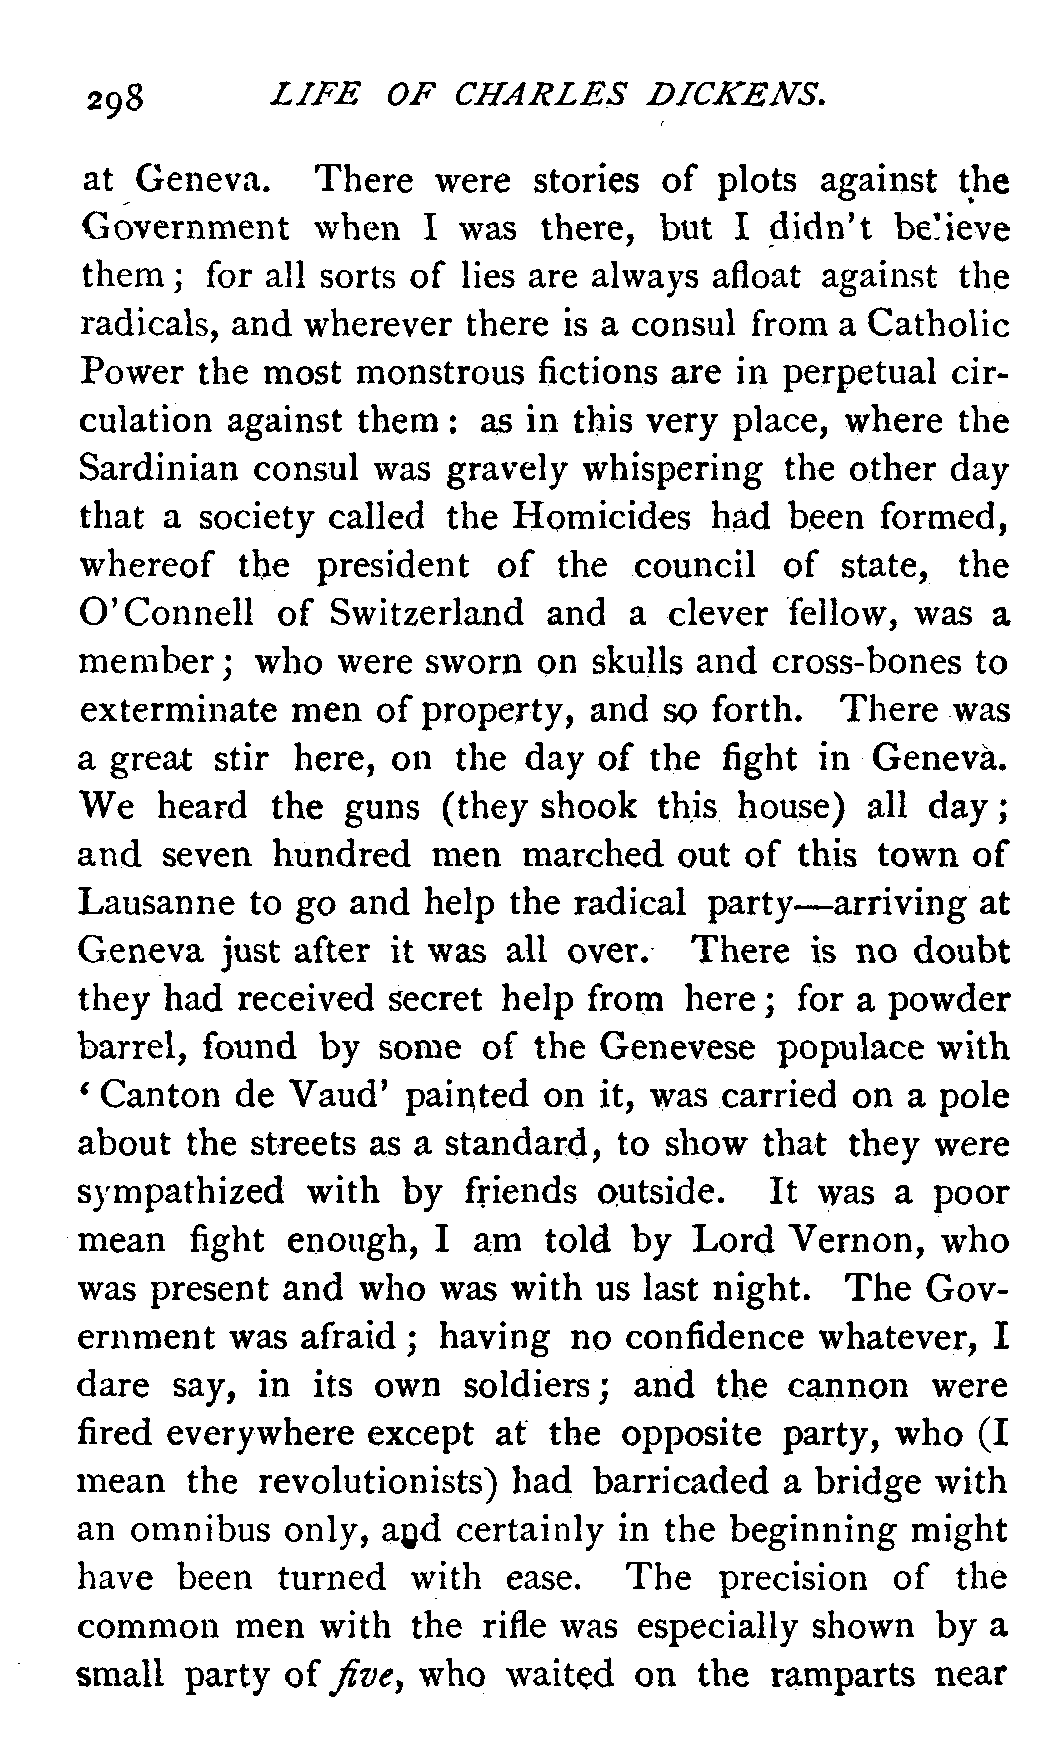 298 LIFE OF CHARLES DICKENS.
at Geneva. There were stories of plots against the
Government when I was there, but I didn't believe
them; for all sorts of lies are always afloat against the
radicals, and wherever there is a consul from a Catholic
Power the most monstrous fictions are in perpetual cir-
culation against them: as in this very place, where the
Sardinian consul was gravely whispering the other day
that a society called the Homicides had been formed,
whereof the president of the council of state, the
O'Connell of Switzerland and a clever fellow, was a
member; who were sworn on skulls and cross-bones to
exterminate men of property, and so forth. There was
a great stir here, on the day of the fight in Geneva.
We heard the guns (they shook this house) all day;
and seven hundred men marched out of this town of
Lausanne to go and help the radical party—arriving at
Geneva just after it was all over. There is no doubt
they had received secret help from here; for a powder
barrel, found by some of the Genevese populace with
'Canton de Vaud' painted on it, was carried on a pole
about the streets as a standard, to show that they were
sympathized with by friends outside. It was a poor
mean fight enough, I am told by Lord Vernon, who
was present and who was with us last night. The Gov-
ernment was afraid; having no confidence whatever, I
dare say, in its own soldiers; and the cannon were
fired everywhere except at the opposite party, who (I
mean the revolutionists) had barricaded a bridge with
an omnibus only, and certainly in the beginning might
have been turned with ease. The precision of the
common men with the rifle was especially shown by a
small party of five, who waited on the ramparts near